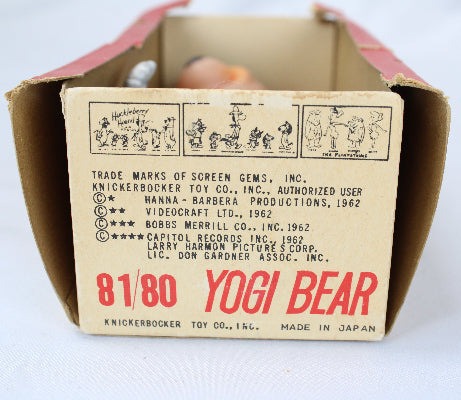 Huckleberry
Hound
THE FLINTSTONES
TRADE MARKS OF SCREEN GEMS, INC.
KNICKERBOCKER TOY CO., INC., AUTHORIZED USER
©* HANNA-BARBERA PRODUCTIONS, 1962
©** VIDEOCRAFT LTD., 1962
©*** BOBBS MERRILL CO., INC. 1962
©**** CAPITOL RECORDS INC., 1962
LARRY HARMON PICTURES CORP.
LIC. DON GARDNER ASSOC. INC.
81/80 YOGI BEAR
KNICKERBOCKER TOY CO., INC. MADE IN JAPAN